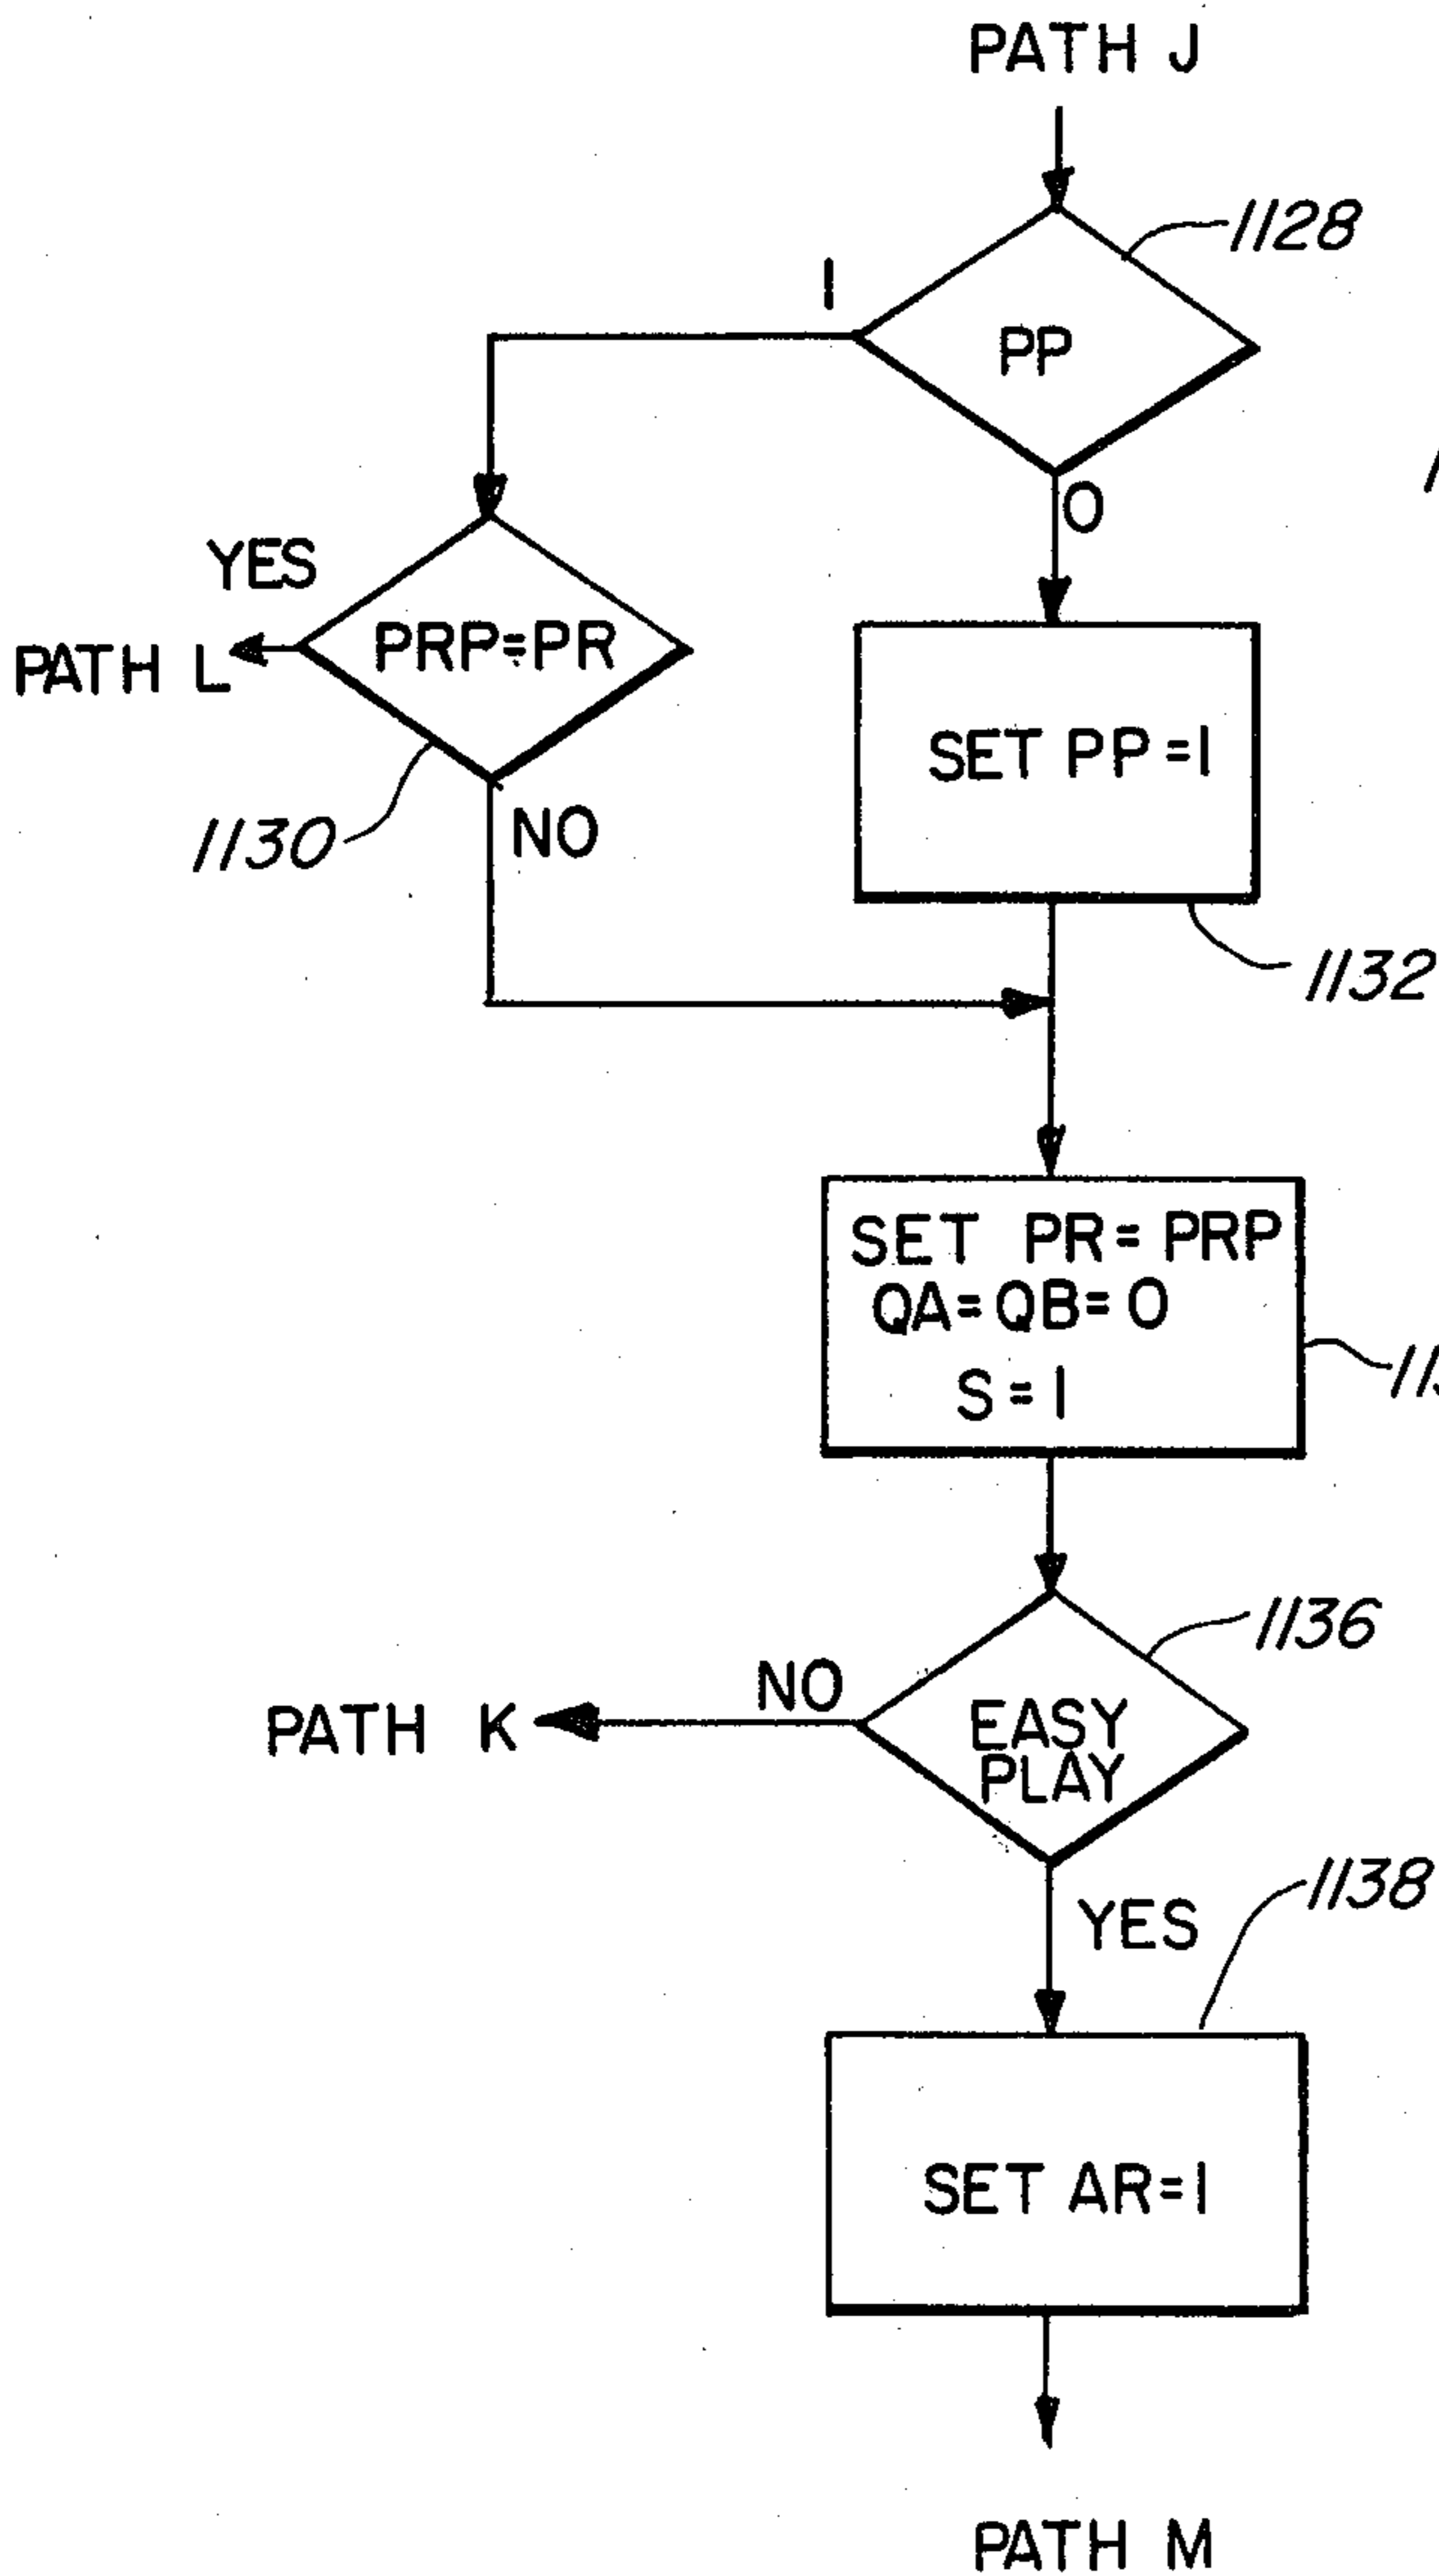 PATH J
1128
1
PP
0
YES
PRP=PR
PATH L
SET PP=1
1130
NO
1132
SET PR=PRP
QA=QB=0
S=1
1136
NO
PATH K
EASY
PLAY
1138
YES
SET AR=1
PATH M